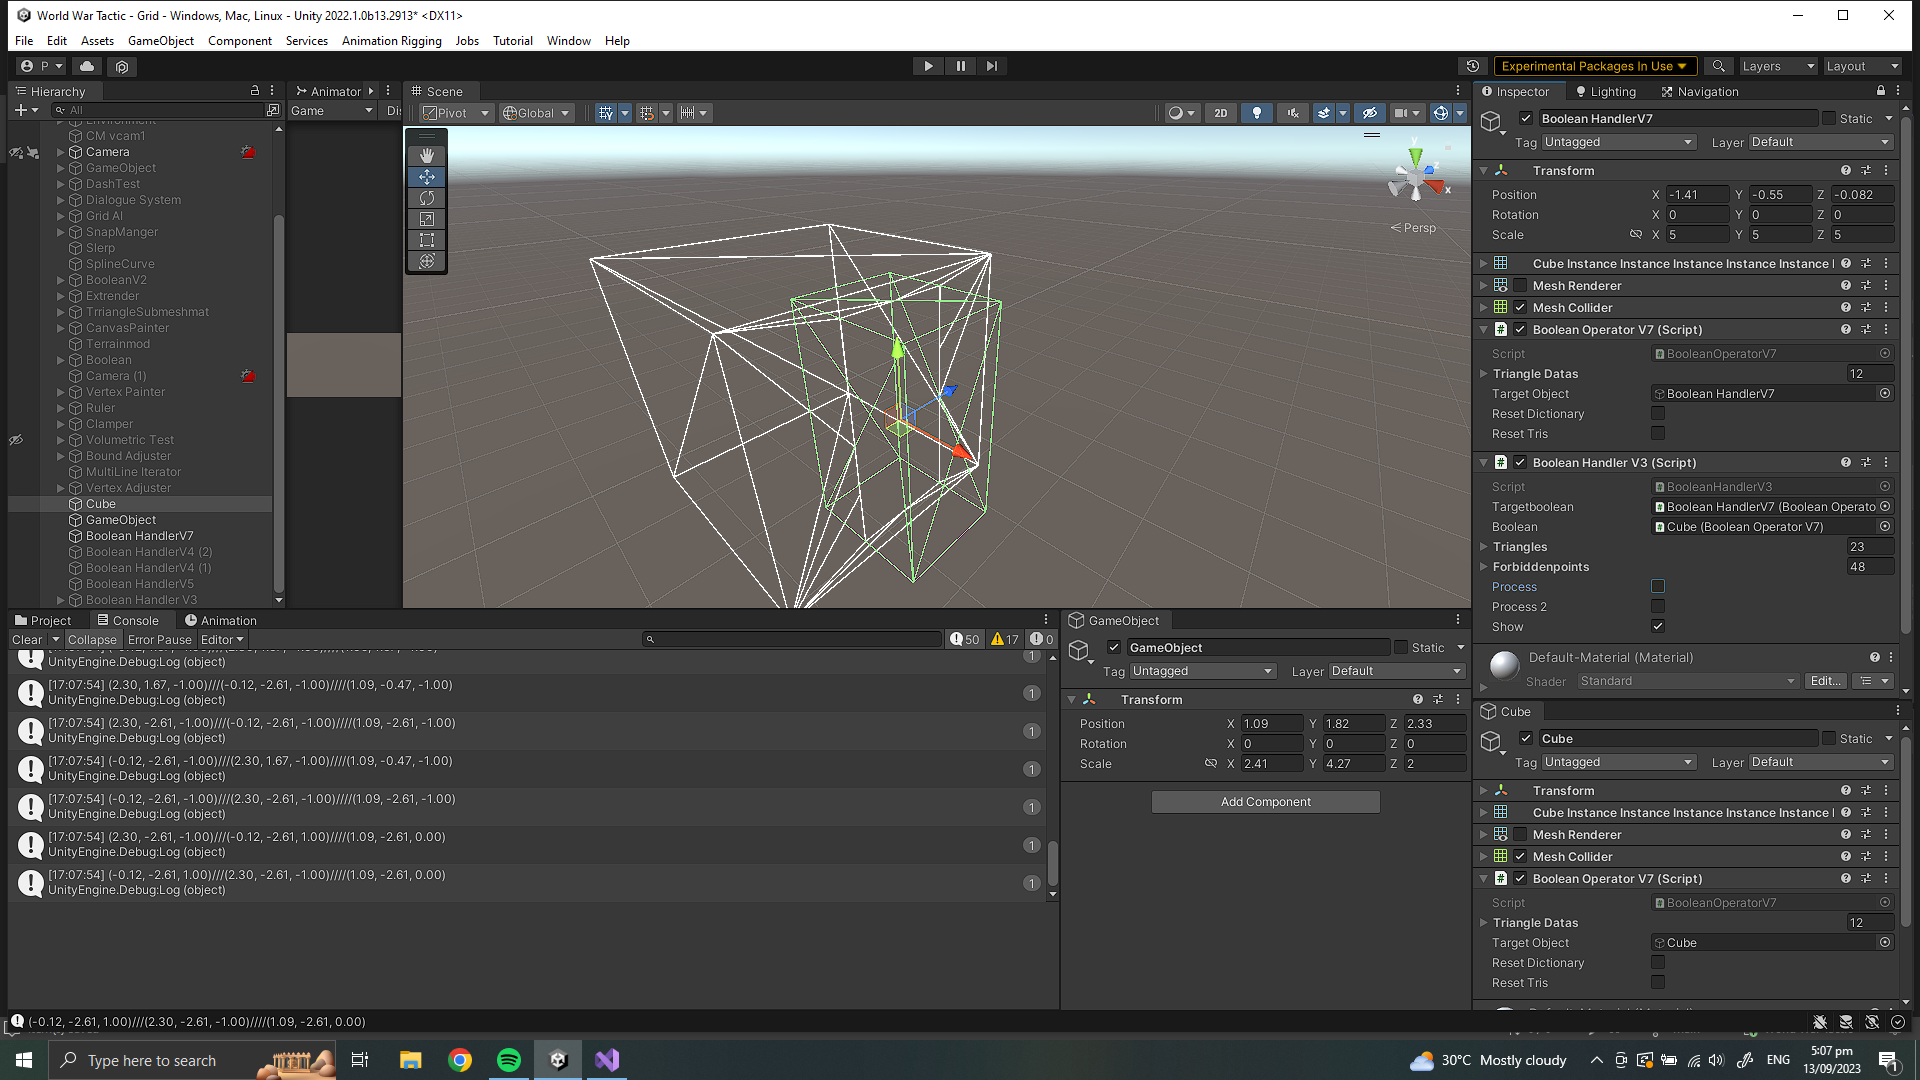 World War Tactic - Grid - Windows, Mac, Linux - Unity 2022.1.0b13.2913* <DX11>
File Edit Assets GameObject Component Services Animation Rigging Jobs Tutorial Window Help
P Experimental Packages In Use Layers Layout
Hierarchy
All
Environment
CM vcam1
Camera
GameObject
DashTest
Dialogue System
Grid AI
SnapManger
Slerp
SplineCurve
BooleanV2
Extrender
TrriangleSubmeshmat
CanvasPainter
Terrainmod
Boolean
Camera (1)
Vertex Painter
Ruler
Clamper
Volumetric Test
Bound Adjuster
MultiLine Iterator
Vertex Adjuster
Cube
GameObject
Boolean HandlerV7
Boolean HandlerV4 (2)
Boolean HandlerV4 (1)
Boolean HandlerV5
Boolean Handler V3
Animator
Game Di
Scene
Pivot Global 2D
y
z
x
Persp
Inspector Lighting Navigation
Boolean HandlerV7 Static
Tag Untagged Layer Default
Transform
Position X -1.41 Y -0.55 Z -0.082
Rotation X 0 Y 0 Z 0
Scale X 5 Y 5 Z 5
Cube Instance Instance Instance Instance Instance I
Mesh Renderer
Mesh Collider
Boolean Operator V7 (Script)
Script BooleanOperatorV7
Triangle Datas 12
Target Object Boolean HandlerV7
Reset Dictionary
Reset Tris
Boolean Handler V3 (Script)
Script BooleanHandlerV3
Targetboolean Boolean HandlerV7 (Boolean Operato
Boolean Cube (Boolean Operator V7)
Triangles 23
Forbiddenpoints 48
Process
Process 2
Show
Default-Material (Material)
Shader Standard Edit...
Project Console Animation
Clear Collapse Error Pause Editor 50 17 0
UnityEngine.Debug:Log (object) 1
[17:07:54] (2.30, 1.67, -1.00)///(-0.12, -2.61, -1.00)////(1.09, -0.47, -1.00)
UnityEngine.Debug:Log (object) 1
[17:07:54] (2.30, -2.61, -1.00)///(-0.12, -2.61, -1.00)////(1.09, -2.61, -1.00)
UnityEngine.Debug:Log (object) 1
[17:07:54] (-0.12, -2.61, -1.00)///(2.30, 1.67, -1.00)////(1.09, -0.47, -1.00)
UnityEngine.Debug:Log (object) 1
[17:07:54] (-0.12, -2.61, -1.00)///(2.30, -2.61, -1.00)////(1.09, -2.61, -1.00)
UnityEngine.Debug:Log (object) 1
[17:07:54] (2.30, -2.61, -1.00)///(-0.12, -2.61, 1.00)////(1.09, -2.61, 0.00)
UnityEngine.Debug:Log (object) 1
[17:07:54] (-0.12, -2.61, 1.00)///(2.30, -2.61, -1.00)////(1.09, -2.61, 0.00)
UnityEngine.Debug:Log (object) 1
GameObject
GameObject Static
Tag Untagged Layer Default
Transform
Position X 1.09 Y 1.82 Z 2.33
Rotation X 0 Y 0 Z 0
Scale X 2.41 Y 4.27 Z 2
Add Component
Cube
Cube Static
Tag Untagged Layer Default
Transform
Cube Instance Instance Instance Instance Instance I
Mesh Renderer
Mesh Collider
Boolean Operator V7 (Script)
Script BooleanOperatorV7
Triangle Datas 12
Target Object Cube
Reset Dictionary
Reset Tris
(-0.12, -2.61, 1.00)///(2.30, -2.61, -1.00)////(1.09, -2.61, 0.00)
Type here to search
30°C Mostly cloudy ENG
5:07 pm
13/09/2023
1